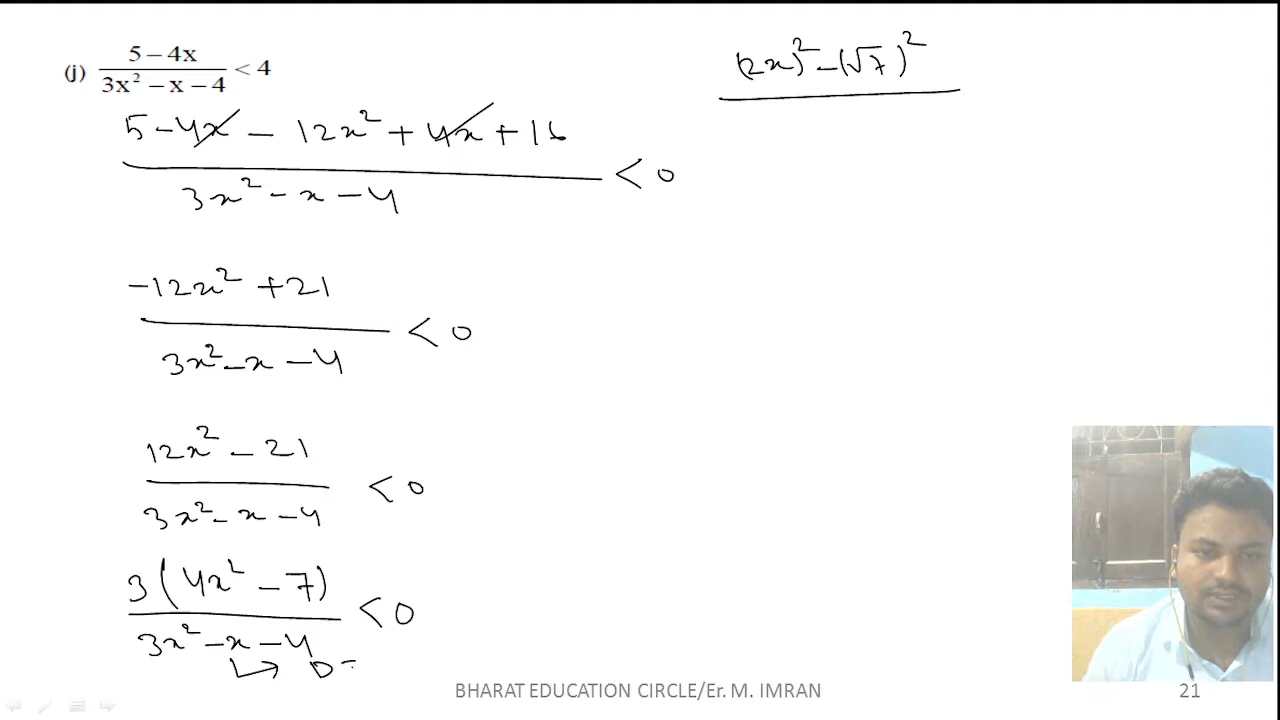 (j) 5 – 4x / 3x² – x – 4 < 4
5 - 4x - 12x² + 4x + 16 / 3x² - x - 4 < 0
-12x² + 21 / 3x² - x - 4 < 0
12x² - 21 / 3x² - x - 4 < 0
3(4x² - 7) / 3x² - x - 4 < 0
↳ D =
(2x)² - (√7)²
BHARAT EDUCATION CIRCLE/Er. M. IMRAN
21